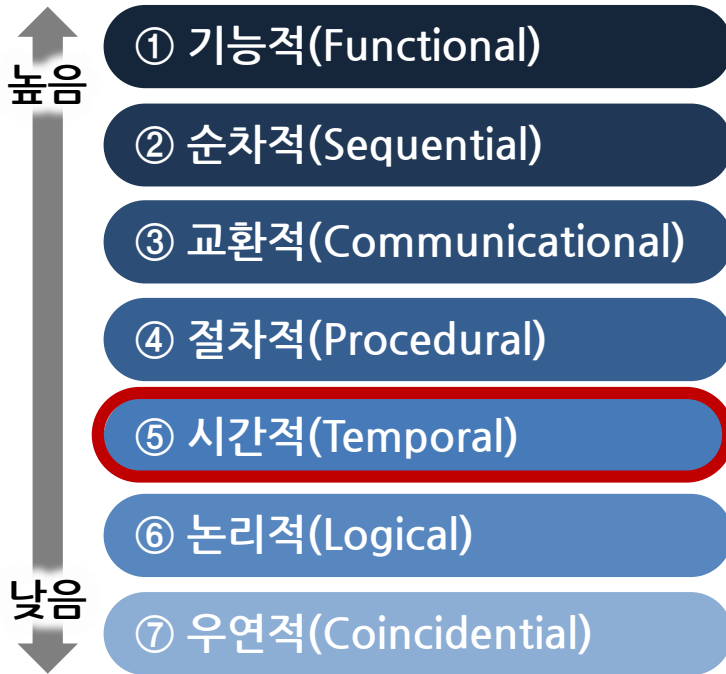 높음
① 기능적(Functional)
② 순차적(Sequential)
③ 교환적(Communicational)
④ 절차적(Procedural)
⑤ 시간적(Temporal)
⑥ 논리적(Logical)
낮음
⑦ 우연적(Coincidential)